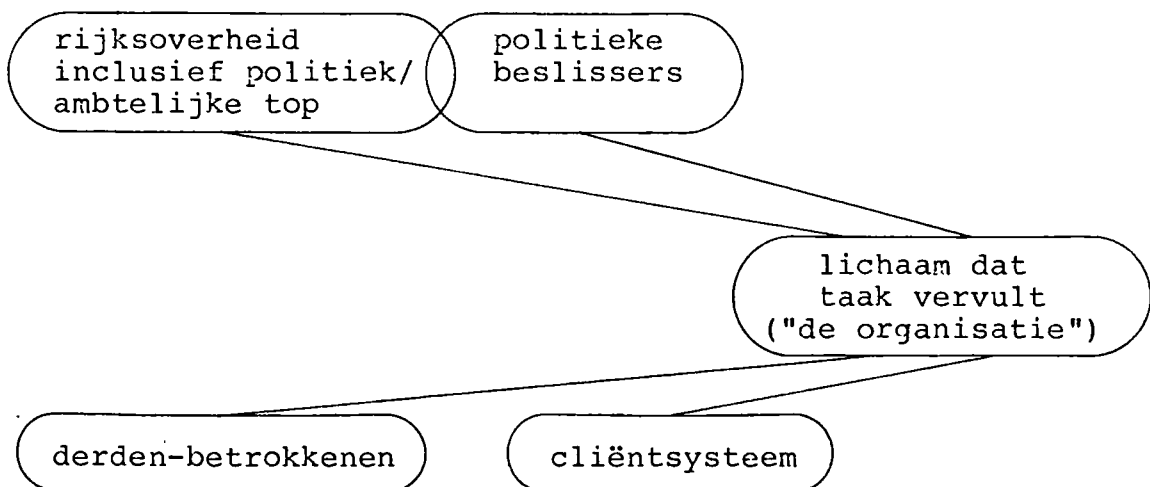 rijksoverheid
inclusief politiek/
ambtelijke top
politieke
beslissers
lichaam dat
taak vervult
("de organisatie")
derden-betrokkenen
cliëntsysteem